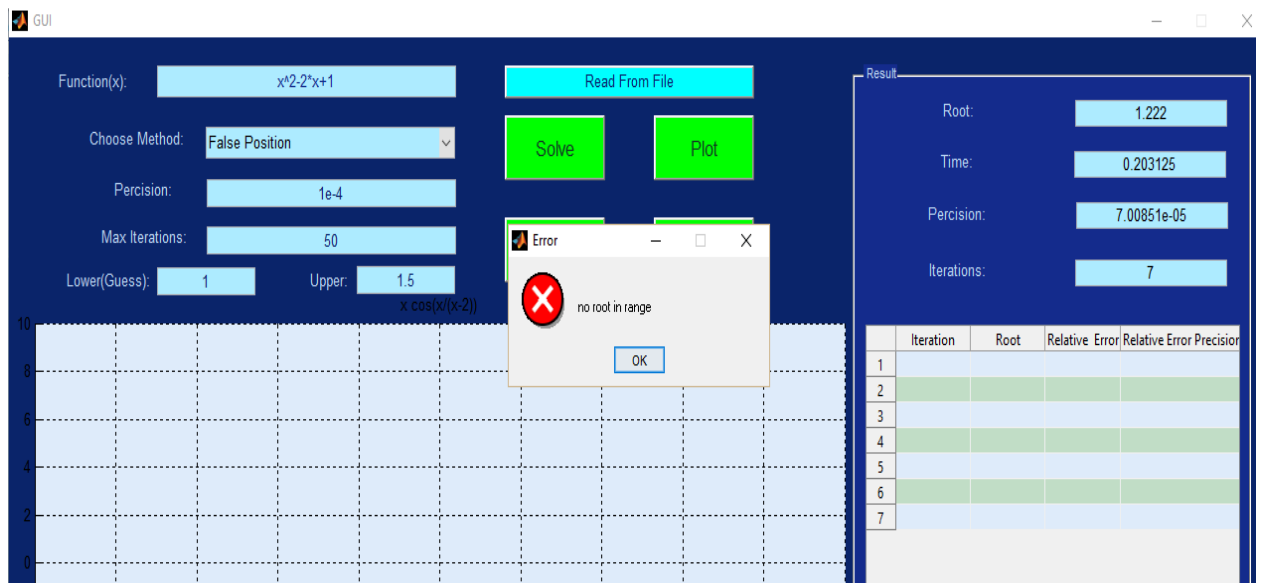 GUI
Function(x): x^2-2*x+1
Read From File
Choose Method: False Position
Solve
Plot
Percision: 1e-4
Max Iterations: 50
Lower(Guess): 1 Upper: 1.5
x cos(x/(x-2))
10
8
6
4
2
0
Error
no root in range
OK
Result
Root: 1.222
Time: 0.203125
Percision: 7.00851e-05
Iterations: 7
Iteration Root Relative Error Relative Error Precision
1
2
3
4
5
6
7